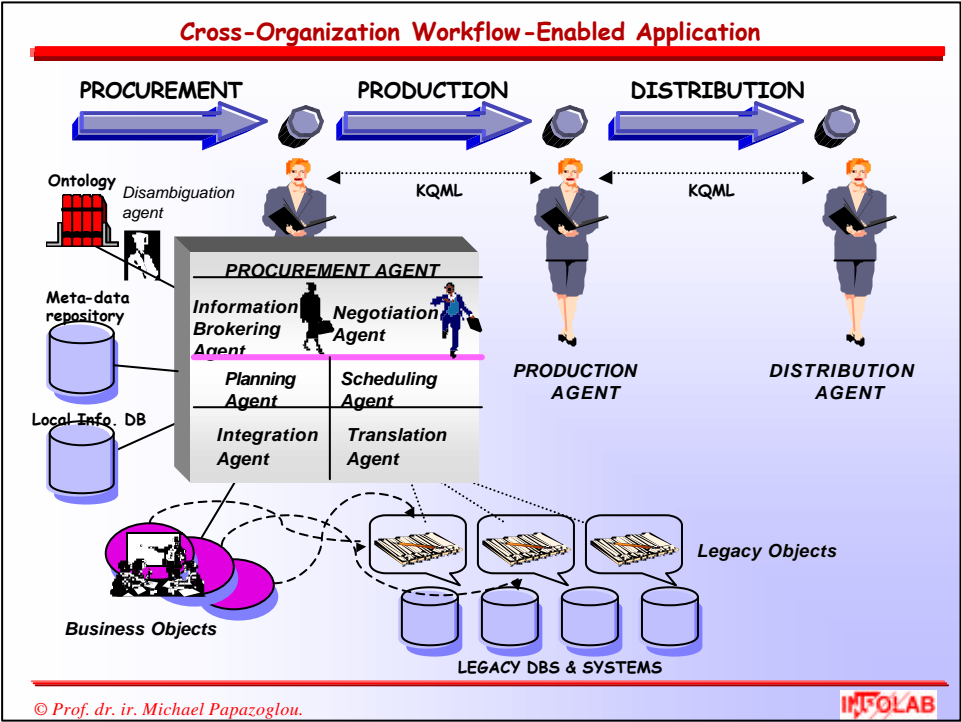 Cross-Organization Workflow-Enabled Application
PROCUREMENT
PRODUCTION
DISTRIBUTION
Ontology
Disambiguation
agent
KQML
KQML
PROCUREMENT AGENT
Information
Brokering
Agent
Negotiation
Agent
Meta-data
repository
Planning
Agent
Scheduling
Agent
PRODUCTION
AGENT
DISTRIBUTION
AGENT
Local Info. DB
Integration
Agent
Translation
Agent
Legacy Objects
Business Objects
LEGACY DBS & SYSTEMS
© Prof. dr. ir. Michael Papazoglou.
INFOLAB